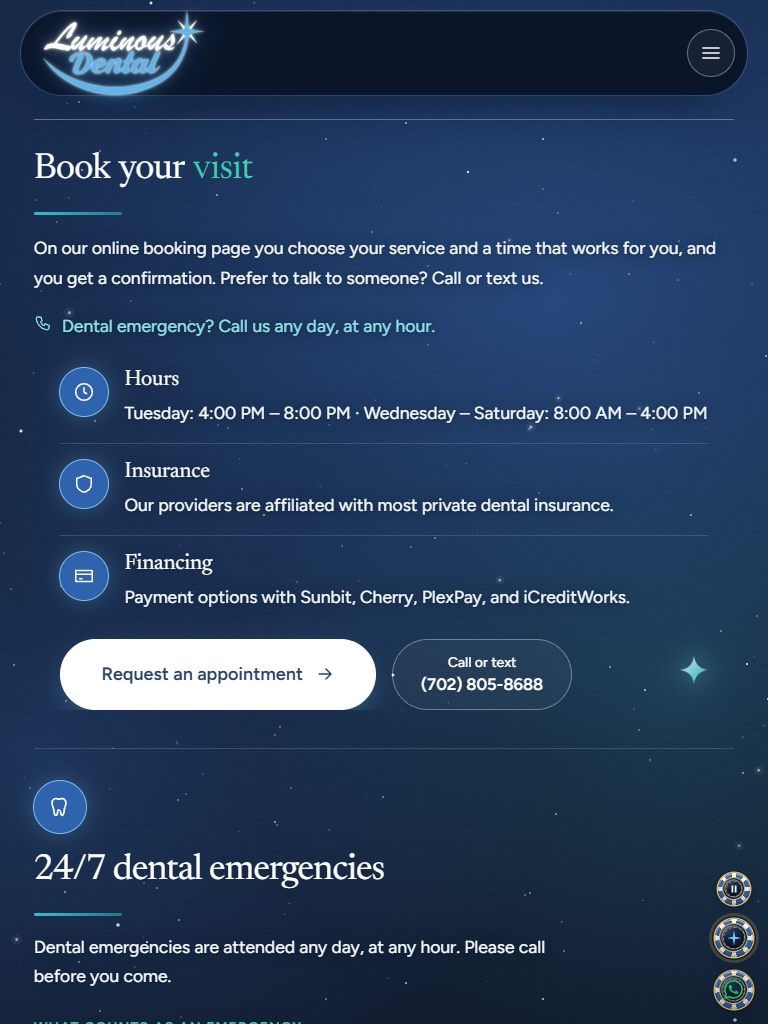 Luminous
Dental
Book your visit
On our online booking page you choose your service and a time that works for you, and
you get a confirmation. Prefer to talk to someone? Call or text us.
Dental emergency? Call us any day, at any hour.
Hours
Tuesday: 4:00 PM – 8:00 PM · Wednesday – Saturday: 8:00 AM – 4:00 PM
Insurance
Our providers are affiliated with most private dental insurance.
Financing
Payment options with Sunbit, Cherry, PlexPay, and iCreditWorks.
Request an appointment →
Call or text
(702) 805-8688
24/7 dental emergencies
Dental emergencies are attended any day, at any hour. Please call
before you come.
WHAT COUNTS AS AN EMERGENCY